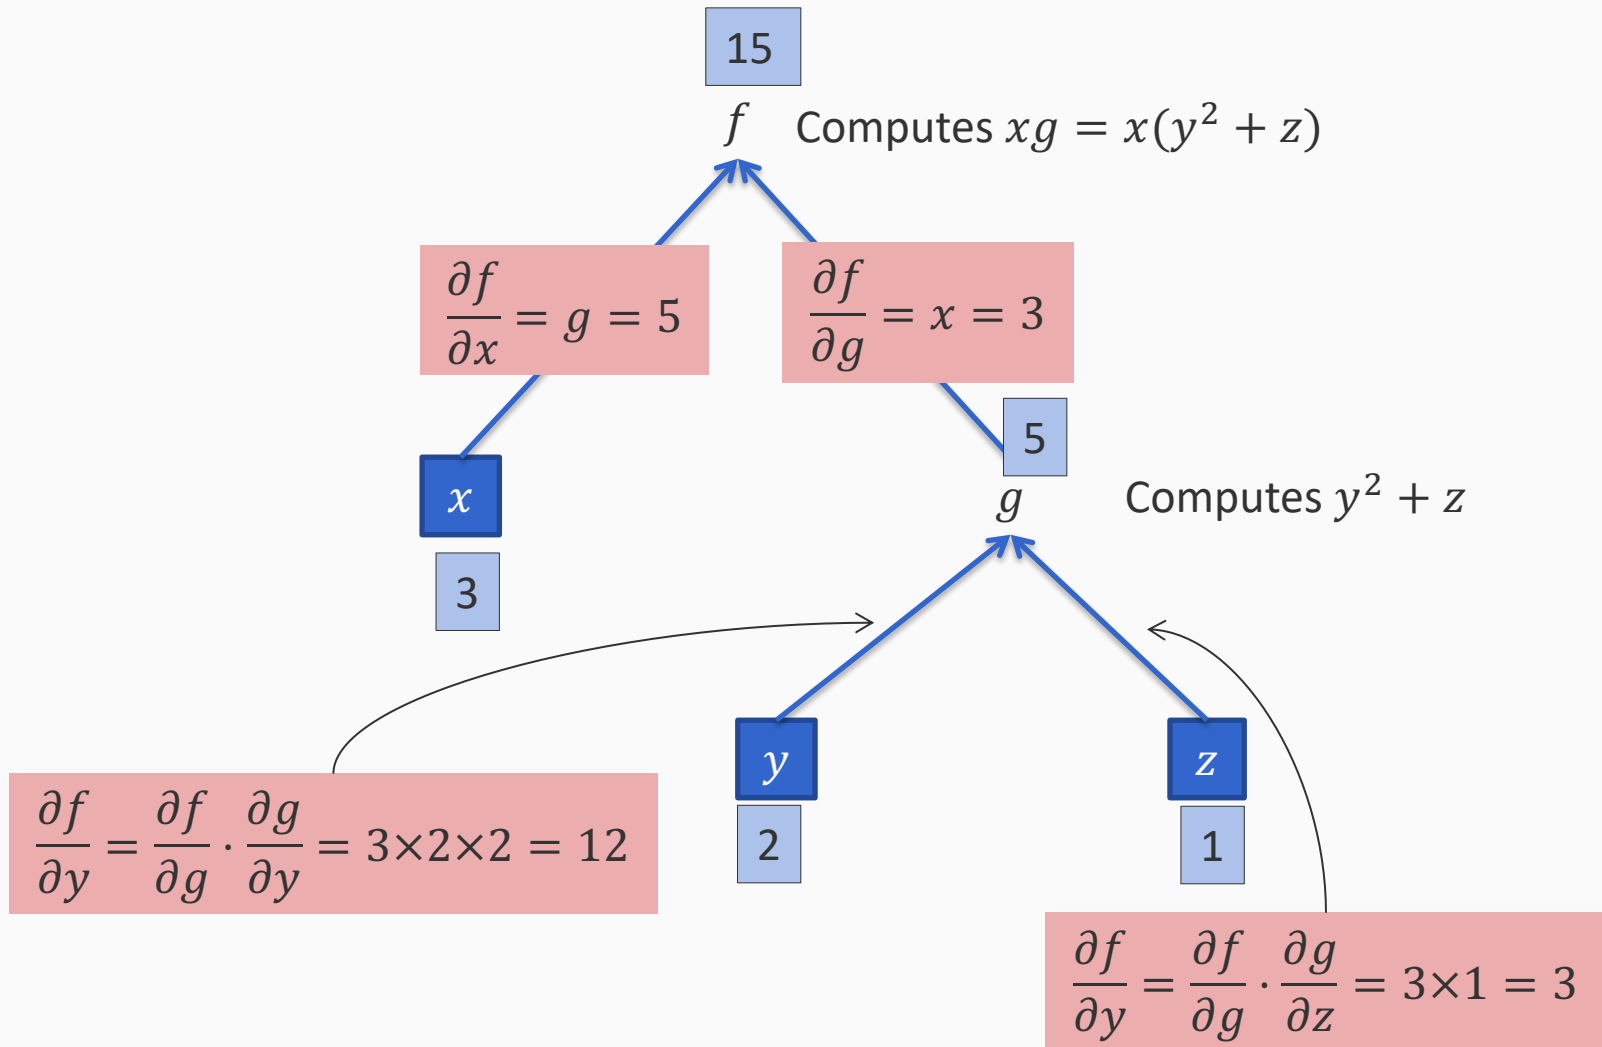 15
f Computes xg = x(y² + z)
∂f/∂x = g = 5
∂f/∂g = x = 3
5
x
g Computes y² + z
3
y
z
2
1
∂f/∂y = ∂f/∂g · ∂g/∂y = 3×2×2 = 12
∂f/∂y = ∂f/∂g · ∂g/∂z = 3×1 = 3